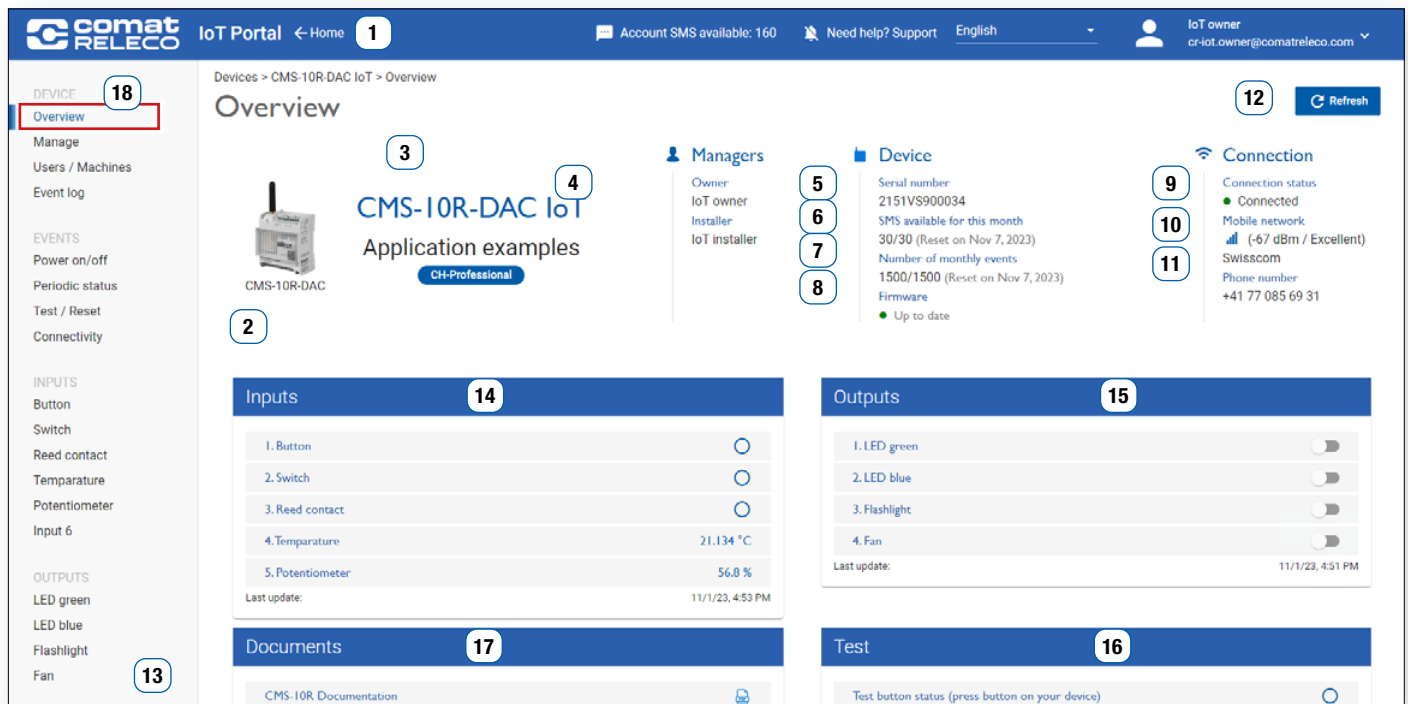 comat RELECO IoT Portal Home 1 Account SMS available: 160 Need help? Support English IoT owner
cr-iot.owner@comatreleco.com
DEVICE 18
Overview
Manage
Users / Machines
Event log
EVENTS
Power on/off
Periodic status
Test / Reset
Connectivity
INPUTS
Button
Switch
Reed contact
Temparature
Potentiometer
Input 6
OUTPUTS
LED green
LED blue
Flashlight
Fan 13
Devices > CMS-10R-DAC IoT > Overview
Overview
12 Refresh
3
4
CMS-10R-DAC IoT
Application examples
CH-Professional
CMS-10R-DAC
2
Managers
Owner
IoT owner
Installer
IoT installer
5
6
7
8
Device
Serial number
2151VS900034
SMS available for this month
30/30 (Reset on Nov 7, 2023)
Number of monthly events
1500/1500 (Reset on Nov 7, 2023)
Firmware
Up to date
9
10
11
Connection
Connection status
Connected
Mobile network
(-67 dBm / Excellent)
Swisscom
Phone number
+41 77 085 69 31
Inputs 14
1. Button
2. Switch
3. Reed contact
4. Temparature 21.134 °C
5. Potentiometer 56.8 %
Last update: 11/1/23, 4:53 PM
Outputs 15
1. LED green
2. LED blue
3. Flashlight
4. Fan
Last update: 11/1/23, 4:51 PM
Documents 17
CMS-10R Documentation
Test 16
Test button status (press button on your device)